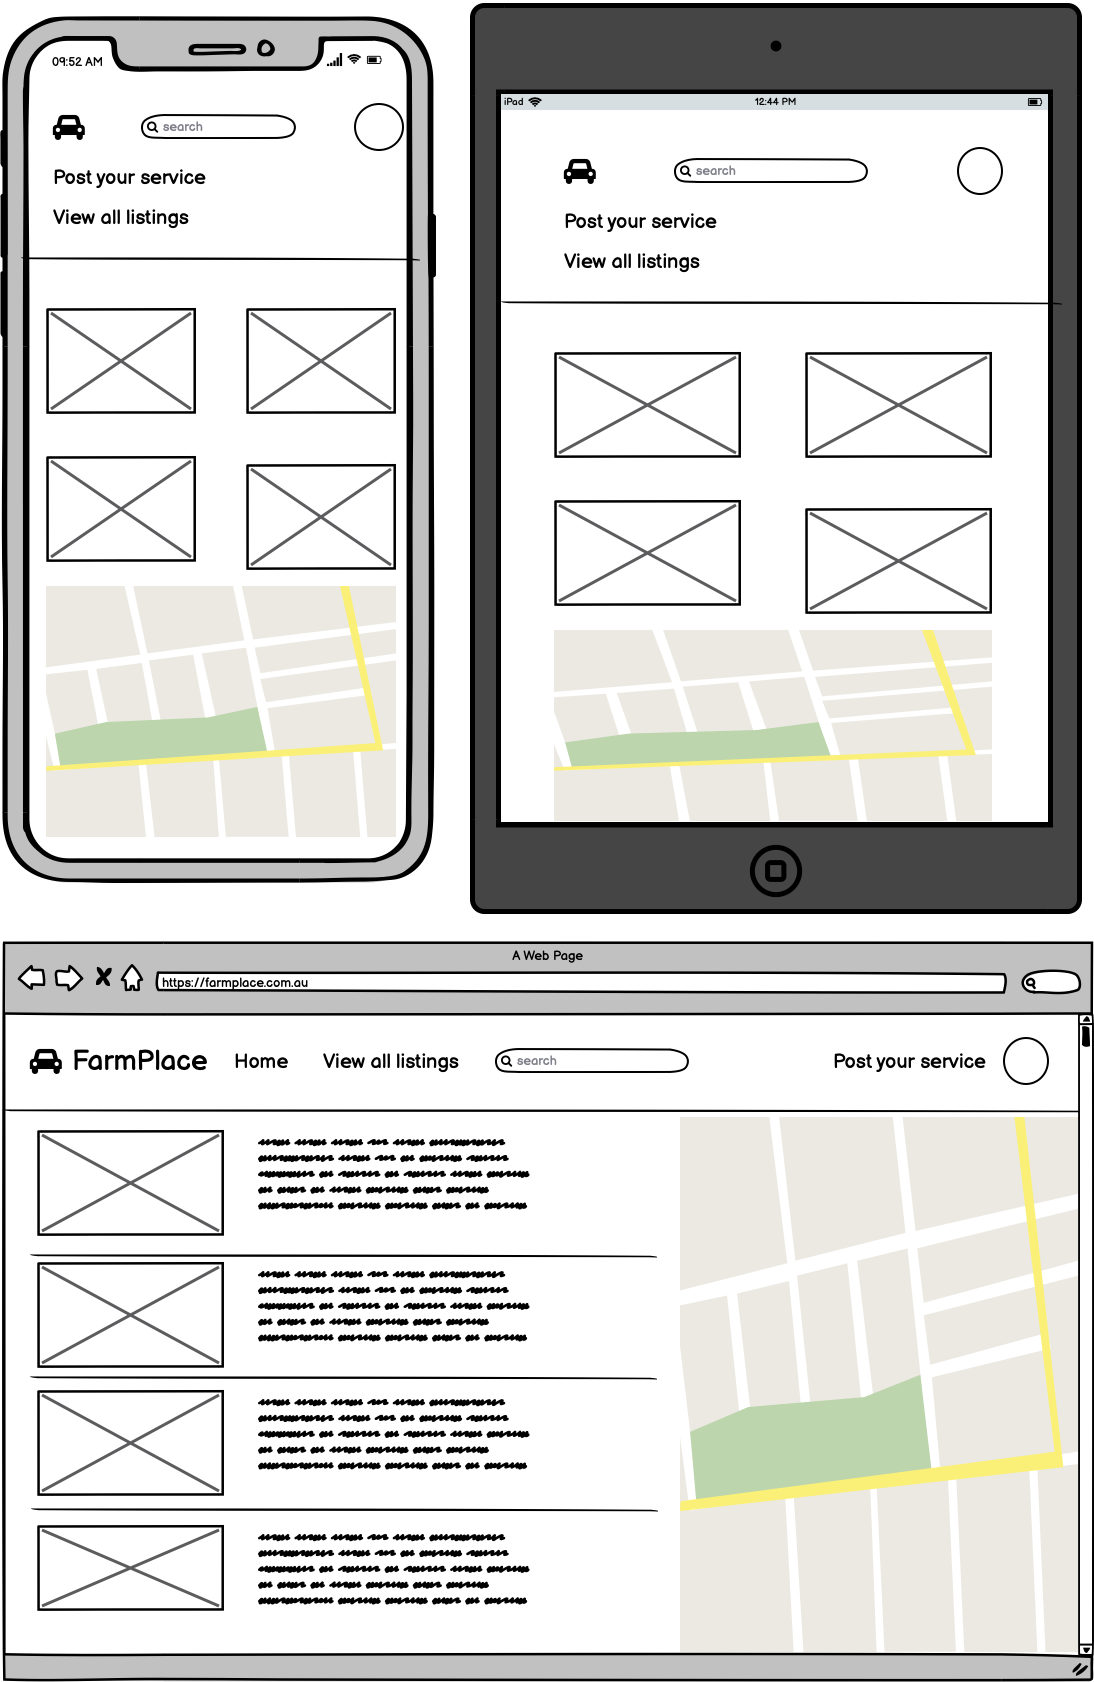 09:52 AM
search
Post your service
View all listings
iPad
12:44 PM
search
Post your service
View all listings
A Web Page
https://farmplace.com.au
FarmPlace
Home
View all listings
search
Post your service